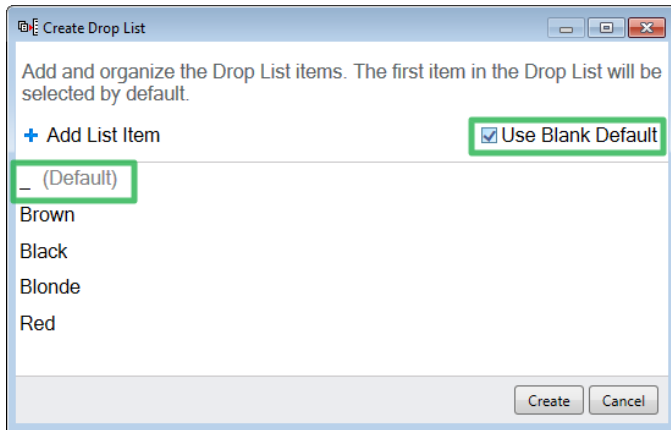 Create Drop List
Add and organize the Drop List items. The first item in the Drop List will be
selected by default.
+ Add List Item
Use Blank Default
_ (Default)
Brown
Black
Blonde
Red
Create
Cancel